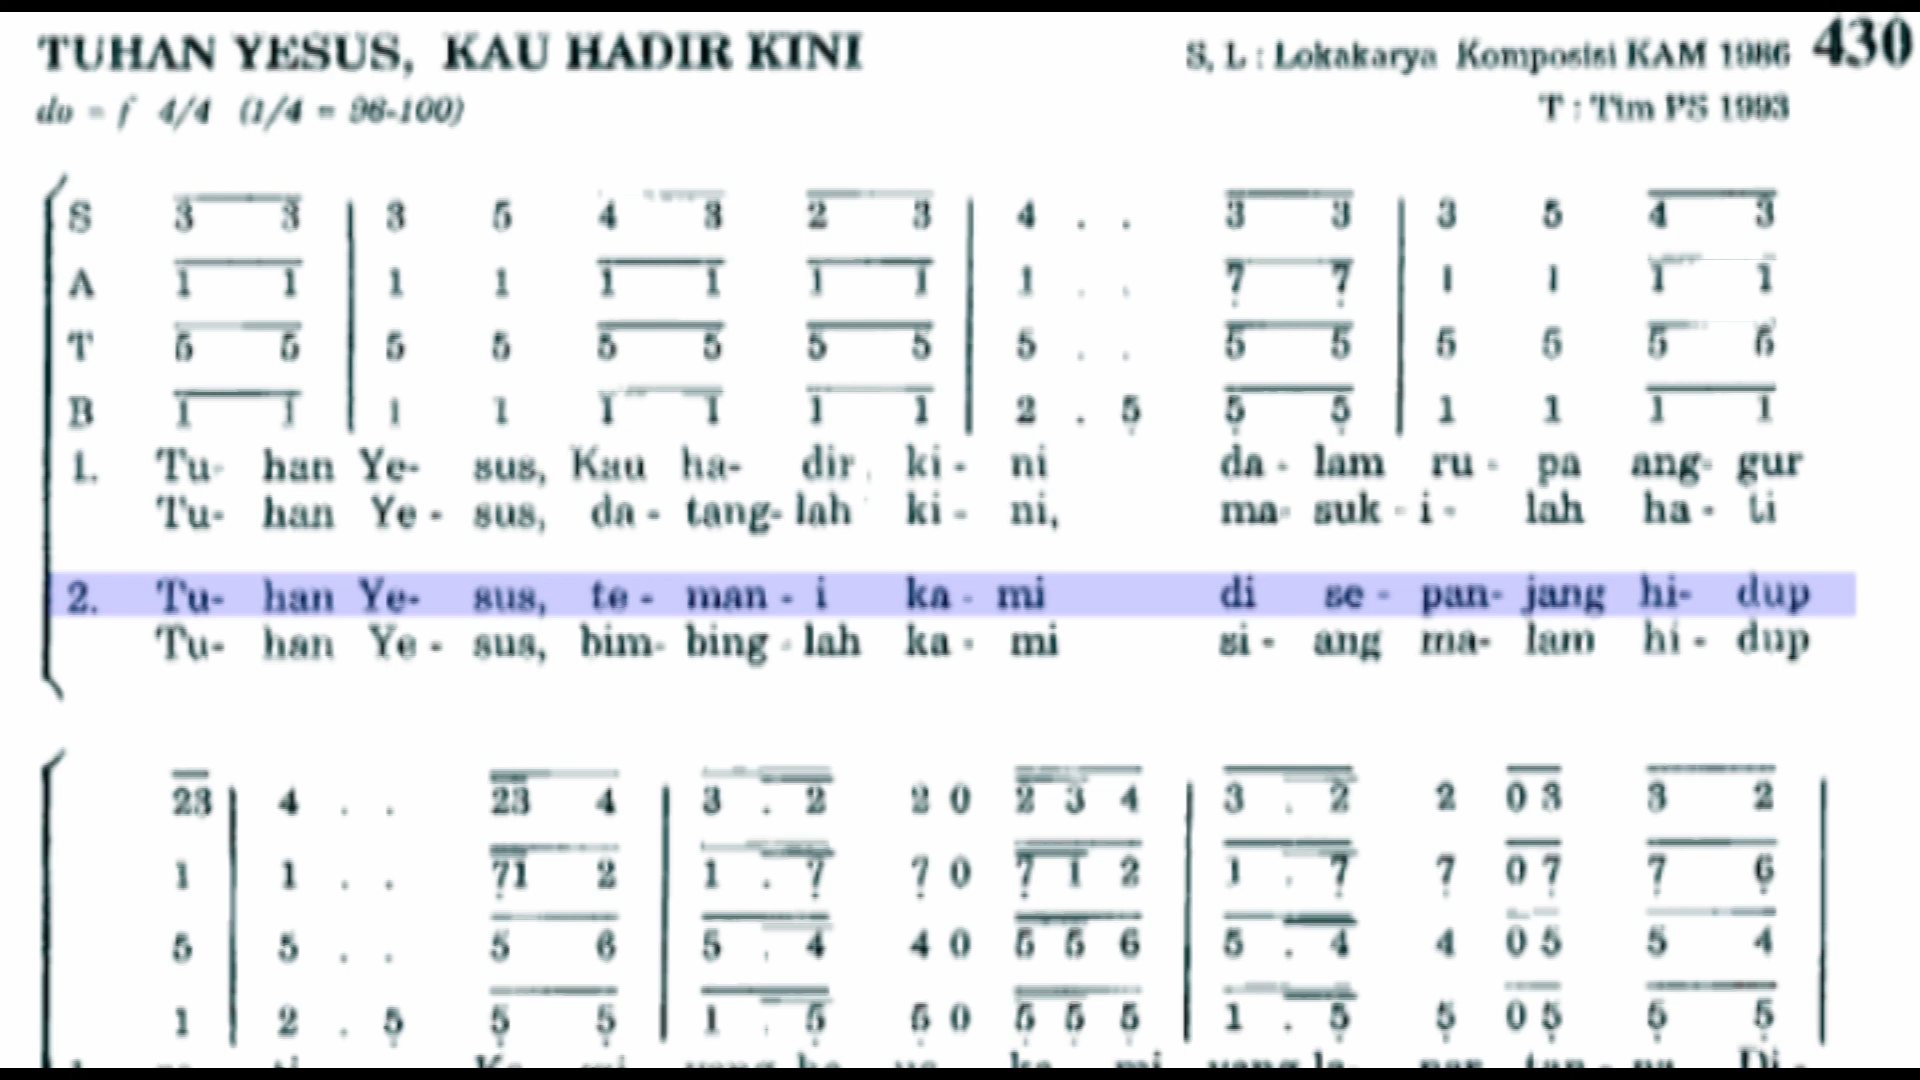 TUHAN YESUS, KAU HADIR KINI
S, L : Lokakarya Komposisi KAM 1986 430
do = f 4/4 (1/4 = 96-100)
T : Tim PS 1993
S 3 3 | 3 5 4 3 2 3 | 4 . . 3 3 | 3 5 4 3
A 1 1 | 1 1 1 1 1 1 | 1 . . 7 7 | 1 1 1 1
T 5 5 | 5 5 5 5 5 5 | 5 . . 5 5 | 5 5 5 5
B 1 1 | 1 1 1 1 1 1 | 2 . 5 5 5 | 1 1 1 1
1. Tu- han Ye- sus, Kau ha- dir ki - ni da - lam ru - pa ang- gur
Tu- han Ye - sus, da - tang- lah ki - ni, ma- suk - i - lah ha - ti
2. Tu- han Ye- sus, te - man - i ka - mi di se - pan- jang hi- dup
Tu- han Ye - sus, bim- bing - lah ka - mi si - ang ma- lam hi - dup
23 | 4 . . 23 4 | 3 . 2 2 0 2 3 4 | 3 . 2 2 0 3 3 2 |
1 | 1 . . 71 2 | 1 . 7 7 0 7 1 2 | 1 . 7 7 0 7 7 6 |
5 | 5 . . 5 6 | 5 . 4 4 0 5 5 6 | 5 . 4 4 0 5 5 4 |
1 | 2 . 5 5 5 | 1 . 5 5 0 5 5 5 | 1 . 5 5 0 5 5 5 |